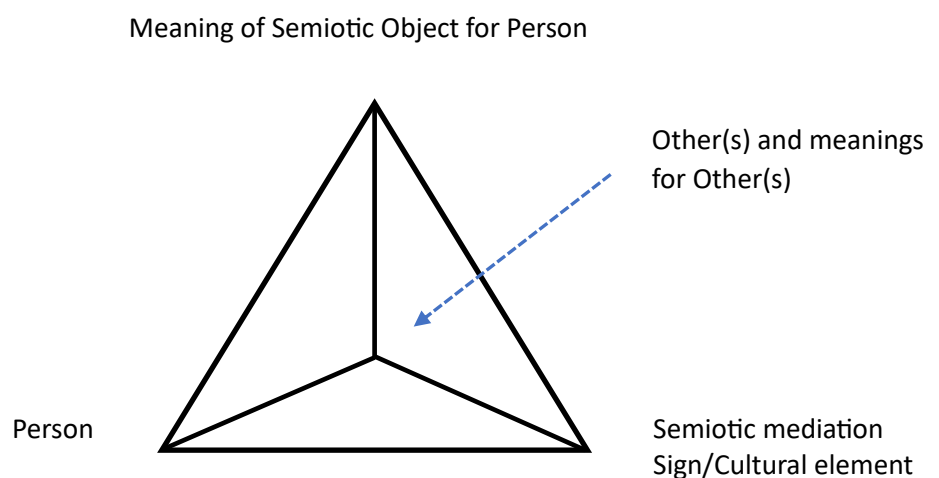 Meaning of Semiotic Object for Person
Other(s) and meanings
for Other(s)
Person
Semiotic mediation
Sign/Cultural element